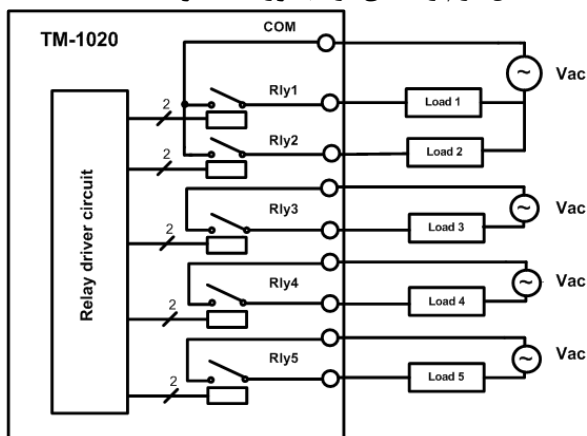 COM
TM-1020
Vac
Rly1
2
Load 1
Rly2
2
Load 2
Relay driver circuit
Rly3
2
Load 3
Vac
Rly4
2
Load 4
Vac
Rly5
2
Load 5
Vac
2